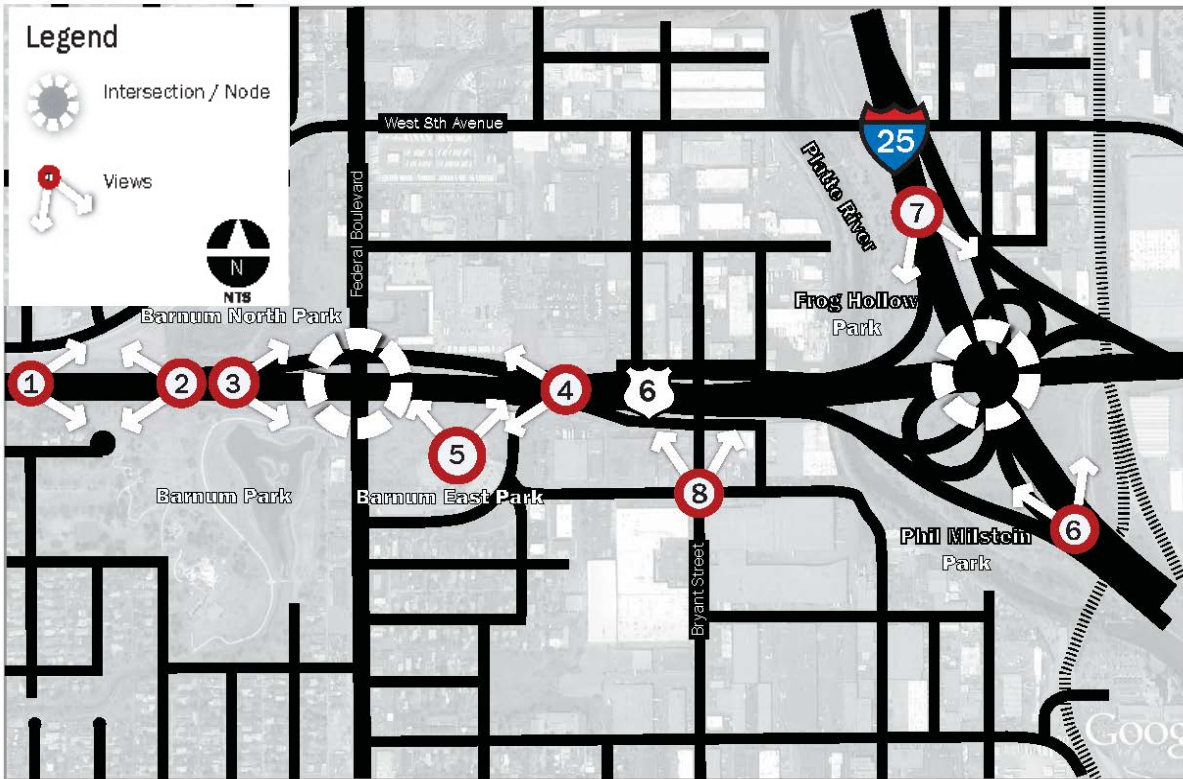 Legend
Intersection / Node
Views
N
NTS
West 8th Avenue
Federal Boulevard
25
Platte River
7
Frog Hollow
Park
Barnum North Park
1
2
3
4
6
5
8
6
Barnum Park
Barnum East Park
Bryant Street
Phil Milstein
Park
Goog